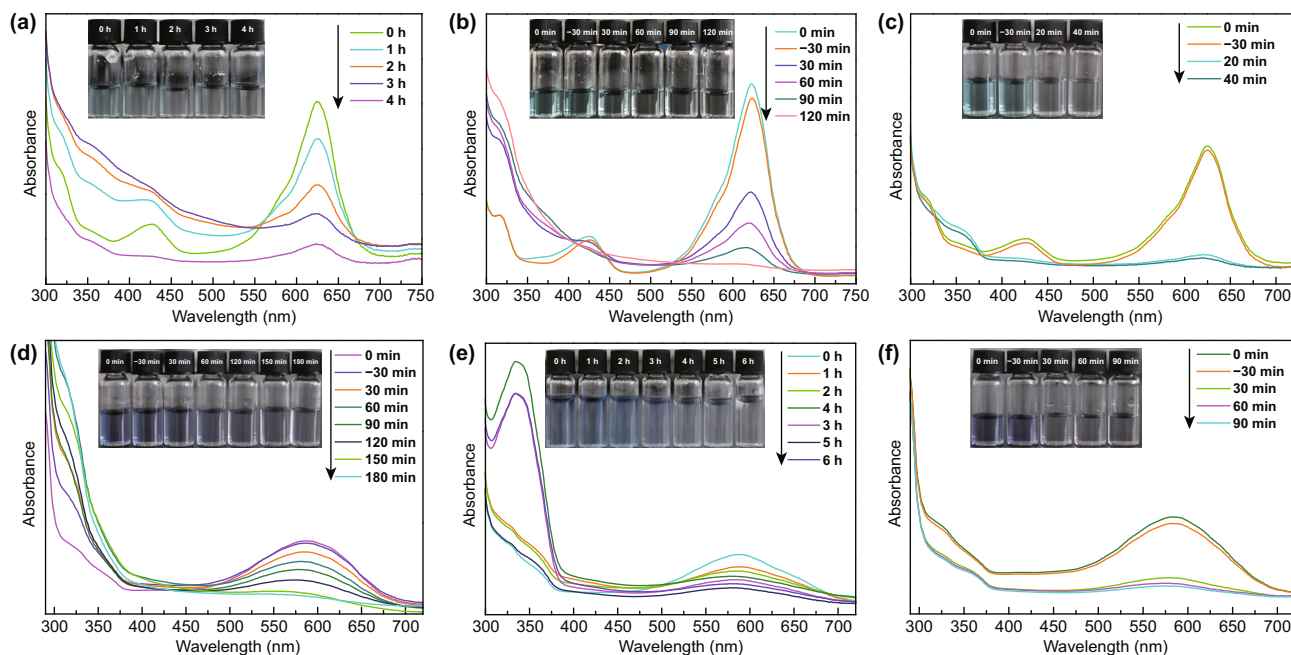 (a)
0 h 1 h 2 h 3 h 4 h
0 h
1 h
2 h
3 h
4 h
Absorbance
300 350 400 450 500 550 600 650 700 750
Wavelength (nm)
(b)
0 min −30 min 30 min 60 min 90 min 120 min
0 min
−30 min
30 min
60 min
90 min
120 min
Absorbance
300 350 400 450 500 550 600 650 700 750
Wavelength (nm)
(c)
0 min −30 min 20 min 40 min
0 min
−30 min
20 min
40 min
Absorbance
300 350 400 450 500 550 600 650 700
Wavelength (nm)
(d)
0 min −30 min 30 min 60 min 120 min 150 min 180 min
0 min
−30 min
30 min
60 min
90 min
120 min
150 min
180 min
Absorbance
300 350 400 450 500 550 600 650 700
Wavelength (nm)
(e)
0 h 1 h 2 h 3 h 4 h 5 h 6 h
0 h
1 h
2 h
4 h
3 h
5 h
6 h
Absorbance
300 350 400 450 500 550 600 650 700 750 800 850
Wavelength (nm)
(f)
0 min −30 min 30 min 60 min 90 min
0 min
−30 min
30 min
60 min
90 min
Absorbance
300 350 400 450 500 550 600 650 700
Wavelength (nm)